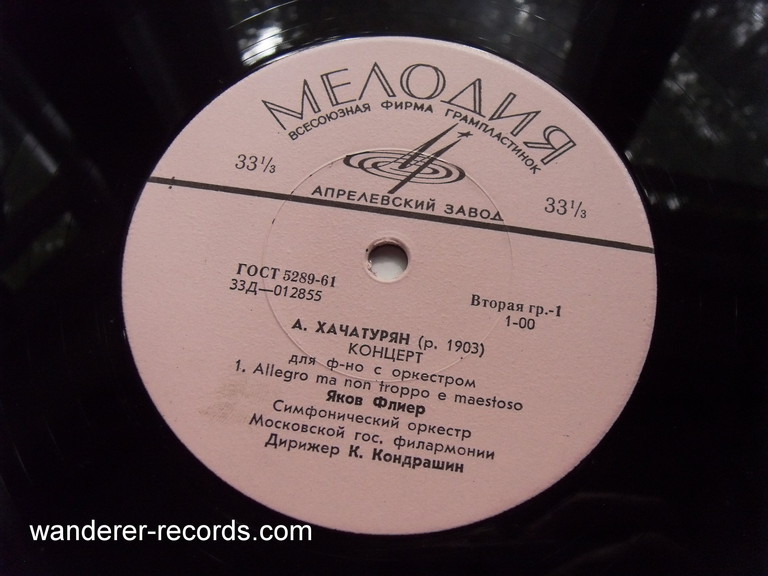 МЕЛОДИЯ
ВСЕСОЮЗНАЯ ФИРМА ГРАМПЛАСТИНОК
33 1/3
33 1/3
АПРЕЛЕВСКИЙ ЗАВОД
ГОСТ 5289-61
33Д—012855
Вторая гр.-1
1-00
А. ХАЧАТУРЯН (р. 1903)
КОНЦЕРТ
для ф-но с оркестром
1. Allegro ma non troppo e maestoso
Яков Флиер
Симфонический оркестр
Московской гос. филармонии
Дирижер К. Кондрашин
wanderer-records.com